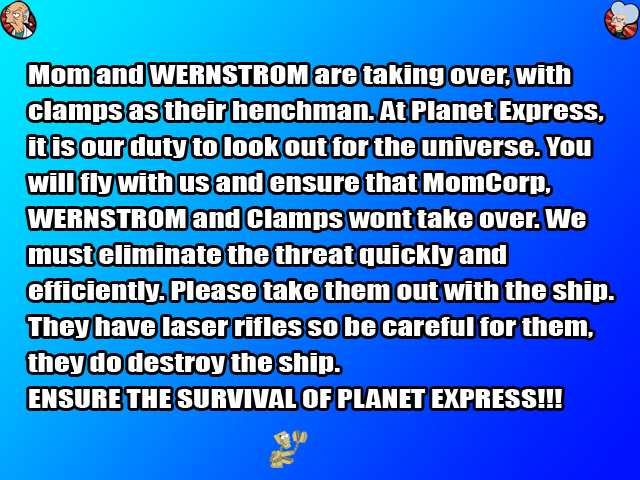 Mom and WERNSTROM are taking over, with
clamps as their henchman. At Planet Express,
it is our duty to look out for the universe. You
will fly with us and ensure that MomCorp,
WERNSTROM and Clamps wont take over. We
must eliminate the threat quickly and
efficiently. Please take them out with the ship.
They have laser rifles so be careful for them,
they do destroy the ship.
ENSURE THE SURVIVAL OF PLANET EXPRESS!!!